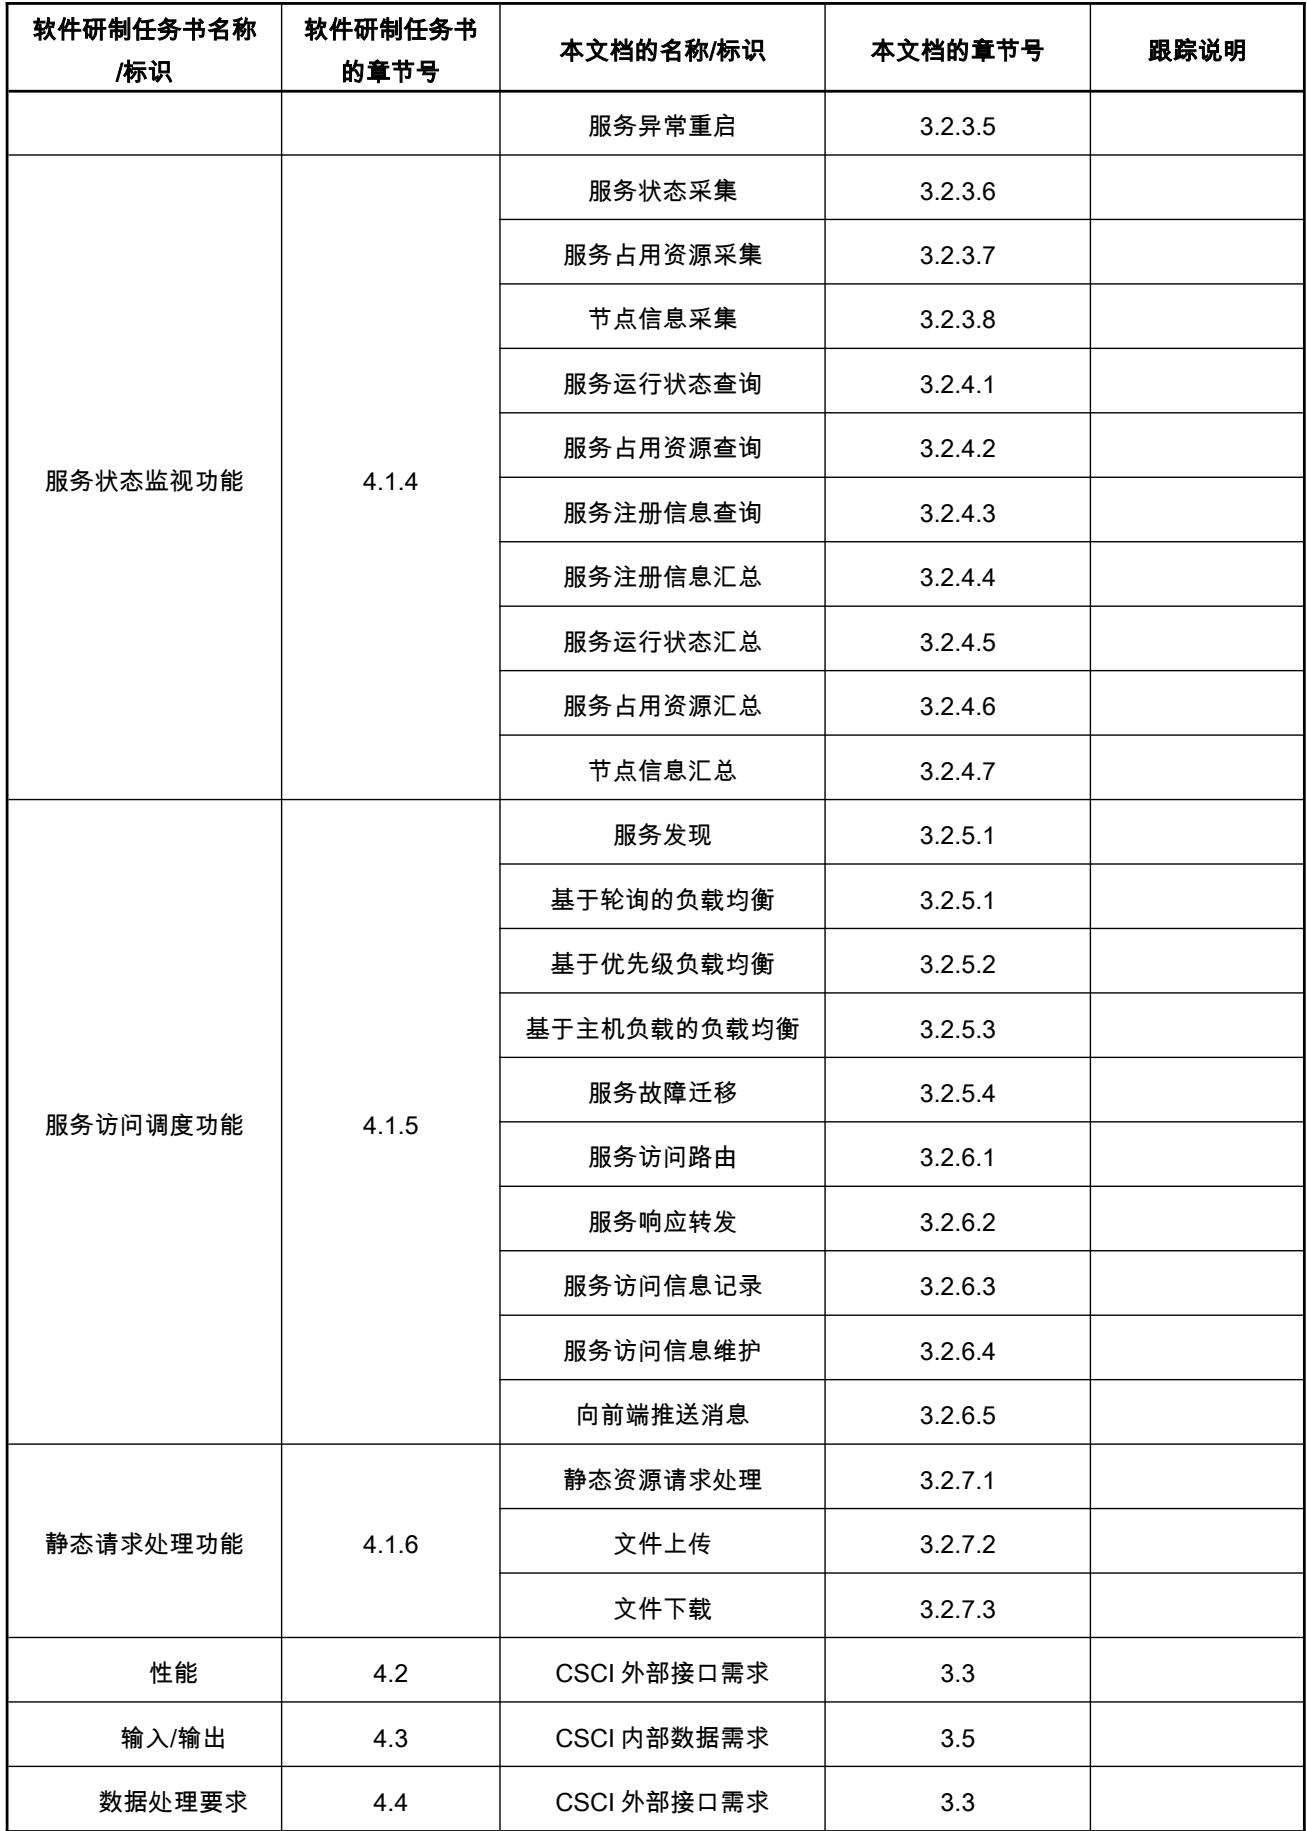 软件研制任务书名称 软件研制任务书 本文档的名称/标识 本文档的章节号 跟踪说明
/标识 的章节号
服务异常重启 3.2.3.5
服务状态采集 3.2.3.6
服务占用资源采集 3.2.3.7
节点信息采集 3.2.3.8
服务运行状态查询 3.2.4.1
服务占用资源查询 3.2.4.2
服务状态监视功能 4.1.4
服务注册信息查询 3.2.4.3
服务注册信息汇总 3.2.4.4
服务运行状态汇总 3.2.4.5
服务占用资源汇总 3.2.4.6
节点信息汇总 3.2.4.7
服务发现 3.2.5.1
基于轮询的负载均衡 3.2.5.1
基于优先级负载均衡 3.2.5.2
基于主机负载的负载均衡 3.2.5.3
服务故障迁移 3.2.5.4
服务访问调度功能 4.1.5
服务访问路由 3.2.6.1
服务响应转发 3.2.6.2
服务访问信息记录 3.2.6.3
服务访问信息维护 3.2.6.4
向前端推送消息 3.2.6.5
静态资源请求处理 3.2.7.1
静态请求处理功能 4.1.6 文件上传 3.2.7.2
文件下载 3.2.7.3
性能 4.2 CSCI 外部接口需求 3.3
输入/输出 4.3 CSCI 内部数据需求 3.5
数据处理要求 4.4 CSCI 外部接口需求 3.3